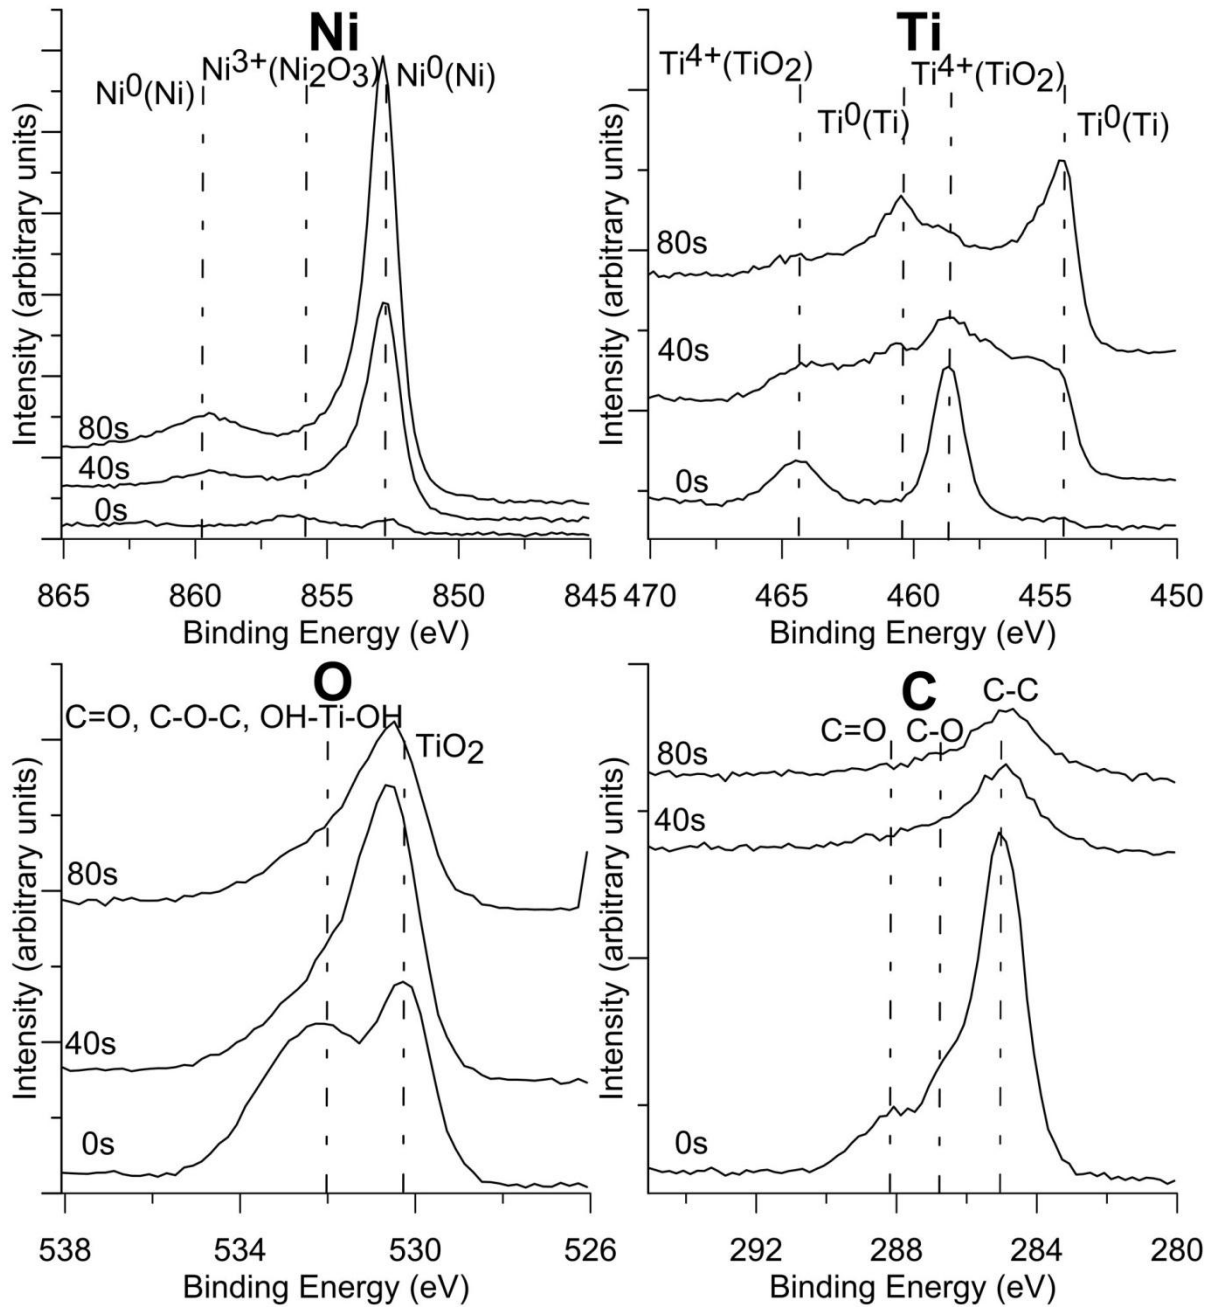 Ni
Ni0(Ni)
Ni3+(Ni2O3)
Ni0(Ni)
80s
40s
0s
Intensity (arbitrary units)
865 860 855 850 845
Binding Energy (eV)
Ti
Ti4+(TiO2)
Ti0(Ti)
Ti4+(TiO2)
Ti0(Ti)
80s
40s
0s
Intensity (arbitrary units)
470 465 460 455 450
Binding Energy (eV)
O
C=O, C-O-C, OH-Ti-OH
TiO2
80s
40s
0s
Intensity (arbitrary units)
538 534 530 526
Binding Energy (eV)
C
C=O
C-O
C-C
80s
40s
0s
Intensity (arbitrary units)
292 288 284 280
Binding Energy (eV)